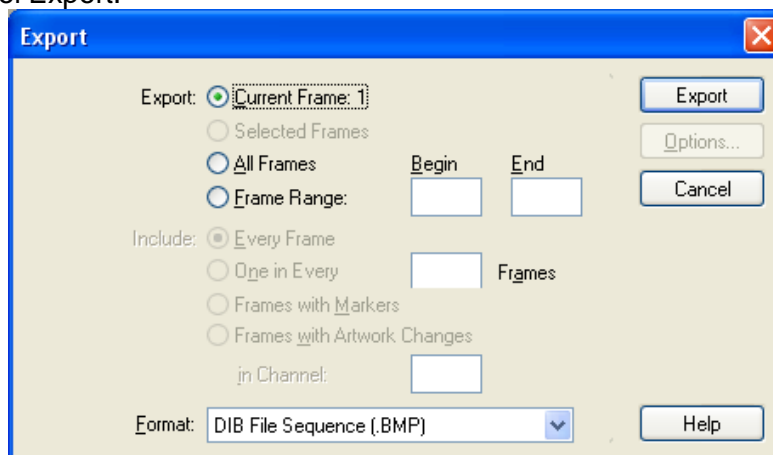 or Export.
Export
Export: Current Frame: 1
Export
Selected Frames
Options...
All Frames Begin End
Frame Range:
Cancel
Include: Every Frame
One in Every Frames
Frames with Markers
Frames with Artwork Changes
in Channel:
Format: DIB File Sequence (.BMP)
Help